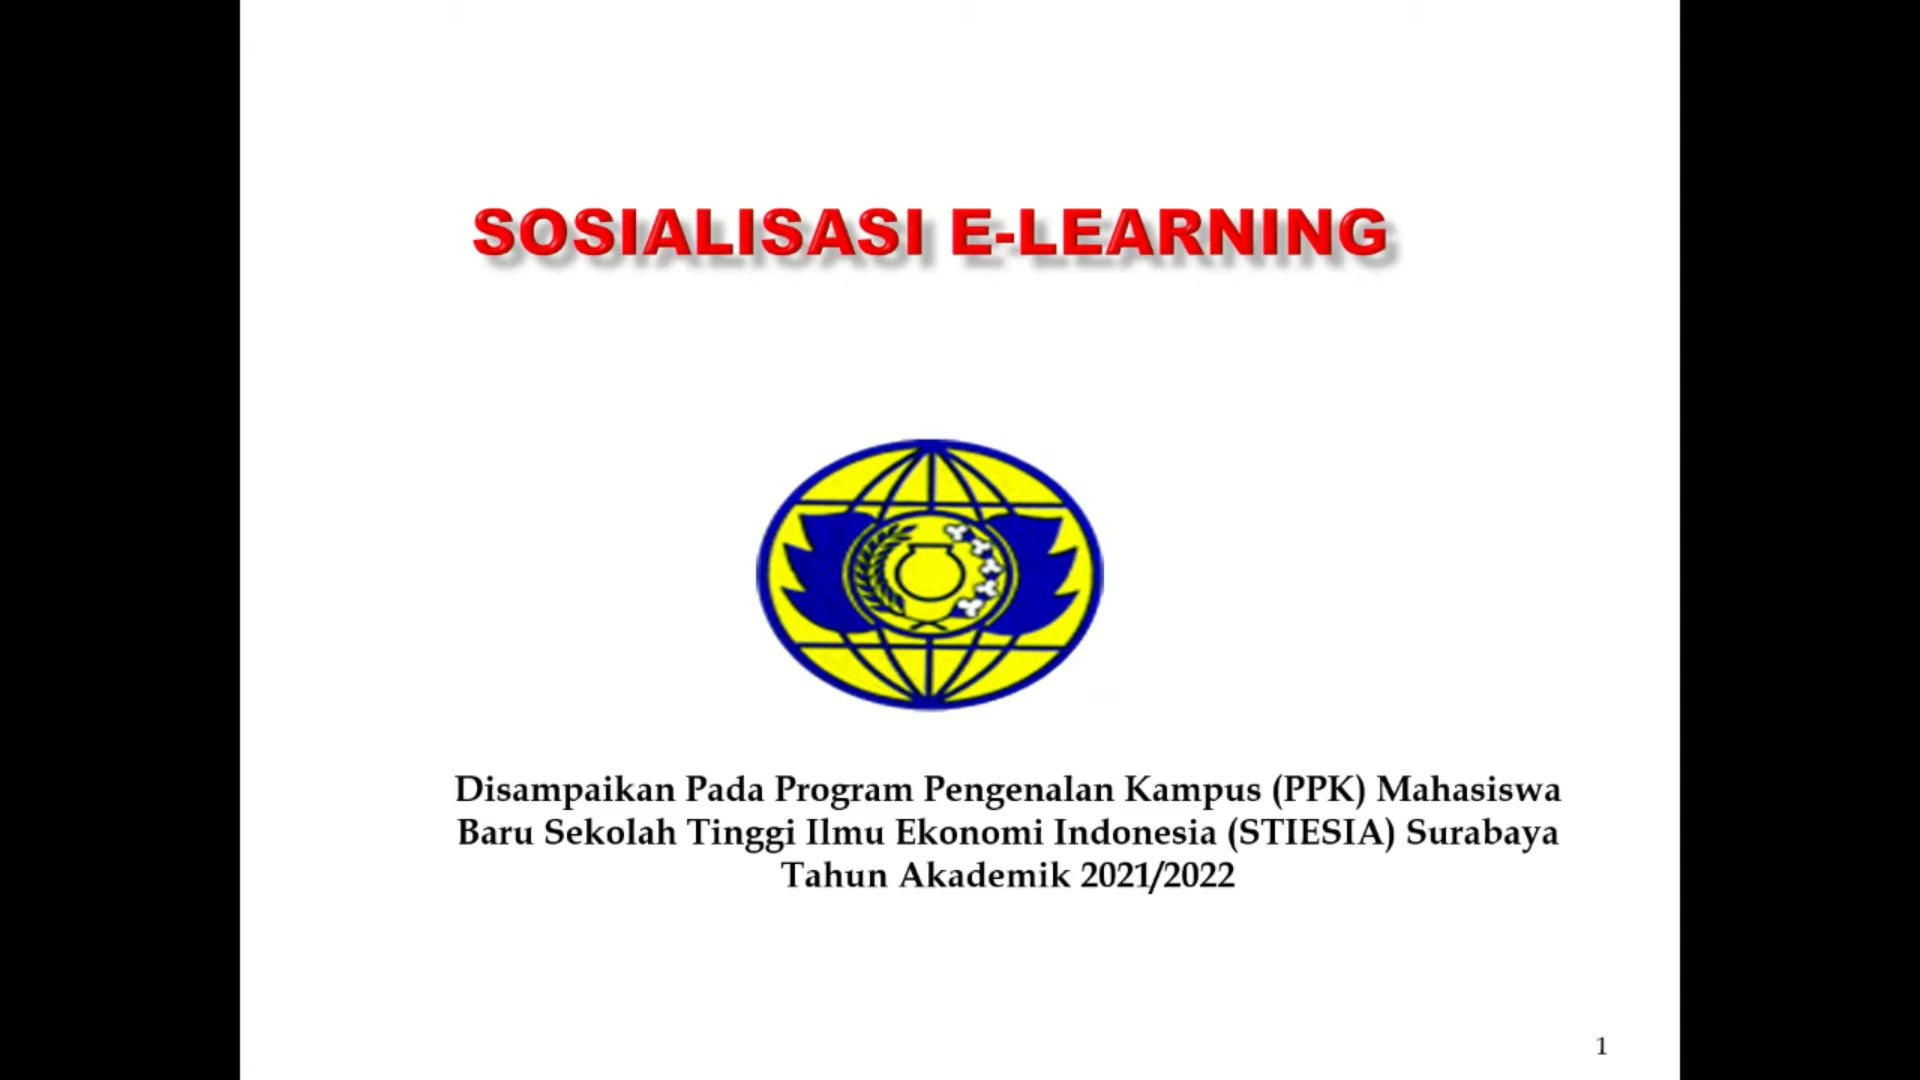 SOSIALISASI E-LEARNING
Disampaikan Pada Program Pengenalan Kampus (PPK) Mahasiswa
Baru Sekolah Tinggi Ilmu Ekonomi Indonesia (STIESIA) Surabaya
Tahun Akademik 2021/2022
1